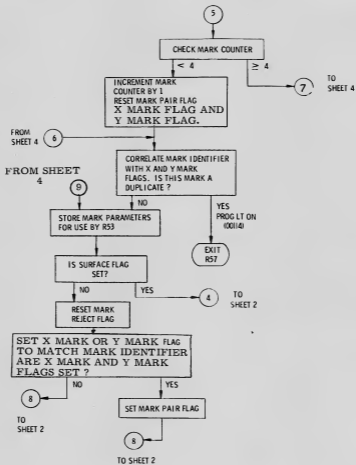 5
CHECK MARK COUNTER
< 4
≥ 4
INCREMENT MARK
COUNTER BY 1
RESET MARK PAIR FLAG
X MARK FLAG AND
Y MARK FLAG.
7
TO
SHEET 4
FROM
SHEET 4
6
CORRELATE MARK IDENTIFIER
WITH X AND Y MARK
FLAGS. IS THIS MARK A
DUPLICATE ?
FROM SHEET
4
9
NO
YES
PROG LT ON
(00114)
STORE MARK PARAMETERS
FOR USE BY R53
EXIT
R57
IS SURFACE FLAG
SET?
NO
YES
4
TO
SHEET 2
RESET MARK
REJECT FLAG
SET X MARK OR Y MARK FLAG
TO MATCH MARK IDENTIFIER
ARE X MARK AND Y MARK
FLAGS SET ?
NO
YES
8
TO
SHEET 2
SET MARK PAIR FLAG
8
TO SHEET 2